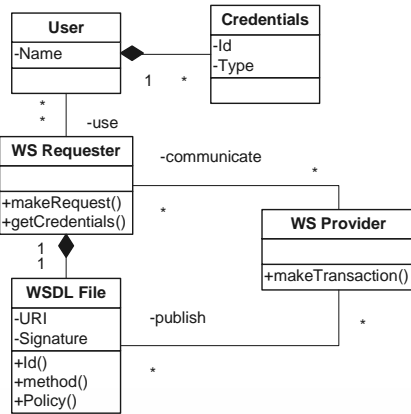 User
-Name
Credentials
-Id
-Type
1 *
*
*
-use
WS Requester
+makeRequest()
+getCredentials()
-communicate
*
*
WS Provider
+makeTransaction()
1
1
WSDL File
-URI
-Signature
+Id()
+method()
+Policy()
-publish
*
*